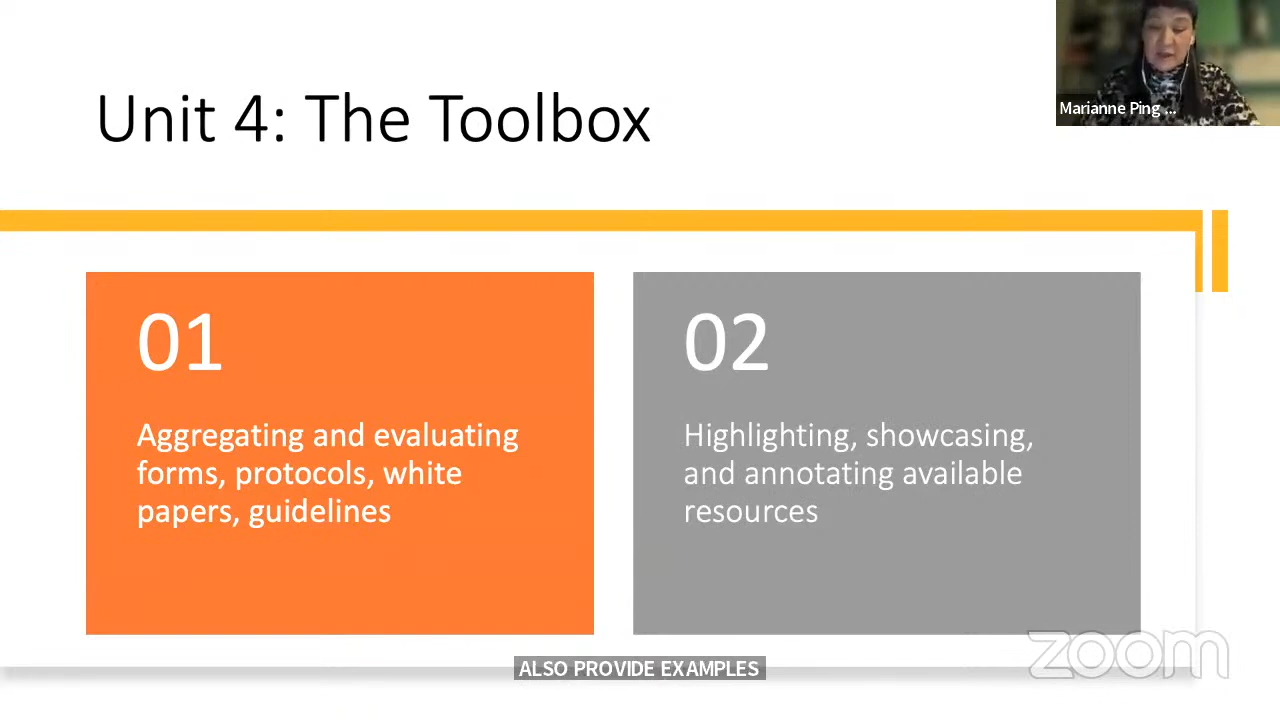 Unit 4: The Toolbox
Marianne Ping ...
01
Aggregating and evaluating
forms, protocols, white
papers, guidelines
02
Highlighting, showcasing,
and annotating available
resources
ALSO PROVIDE EXAMPLES
zoom